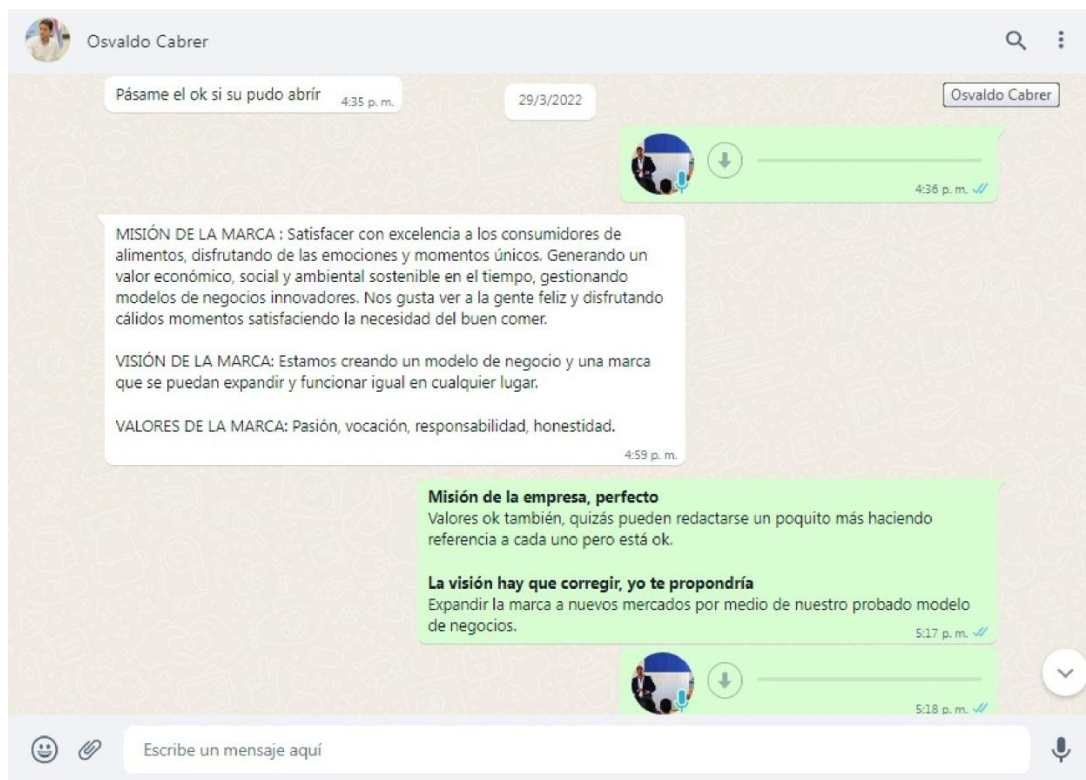 Osvaldo Cabrer
Pásame el ok si su pudo abrír 4:35 p. m.
29/3/2022
Osvaldo Cabrer
4:36 p. m.
MISIÓN DE LA MARCA : Satisfacer con excelencia a los consumidores de
alimentos, disfrutando de las emociones y momentos únicos. Generando un
valor económico, social y ambiental sostenible en el tiempo, gestionando
modelos de negocios innovadores. Nos gusta ver a la gente feliz y disfrutando
cálidos momentos satisfaciendo la necesidad del buen comer.
VISIÓN DE LA MARCA: Estamos creando un modelo de negocio y una marca
que se puedan expandir y funcionar igual en cualquier lugar.
VALORES DE LA MARCA: Pasión, vocación, responsabilidad, honestidad.
4:59 p. m.
Misión de la empresa, perfecto
Valores ok también, quizás pueden redactarse un poquito más haciendo
referencia a cada uno pero está ok.
La visión hay que corregir, yo te propondría
Expandir la marca a nuevos mercados por medio de nuestro probado modelo
de negocios.
5:17 p. m.
5:18 p. m.
Escribe un mensaje aquí